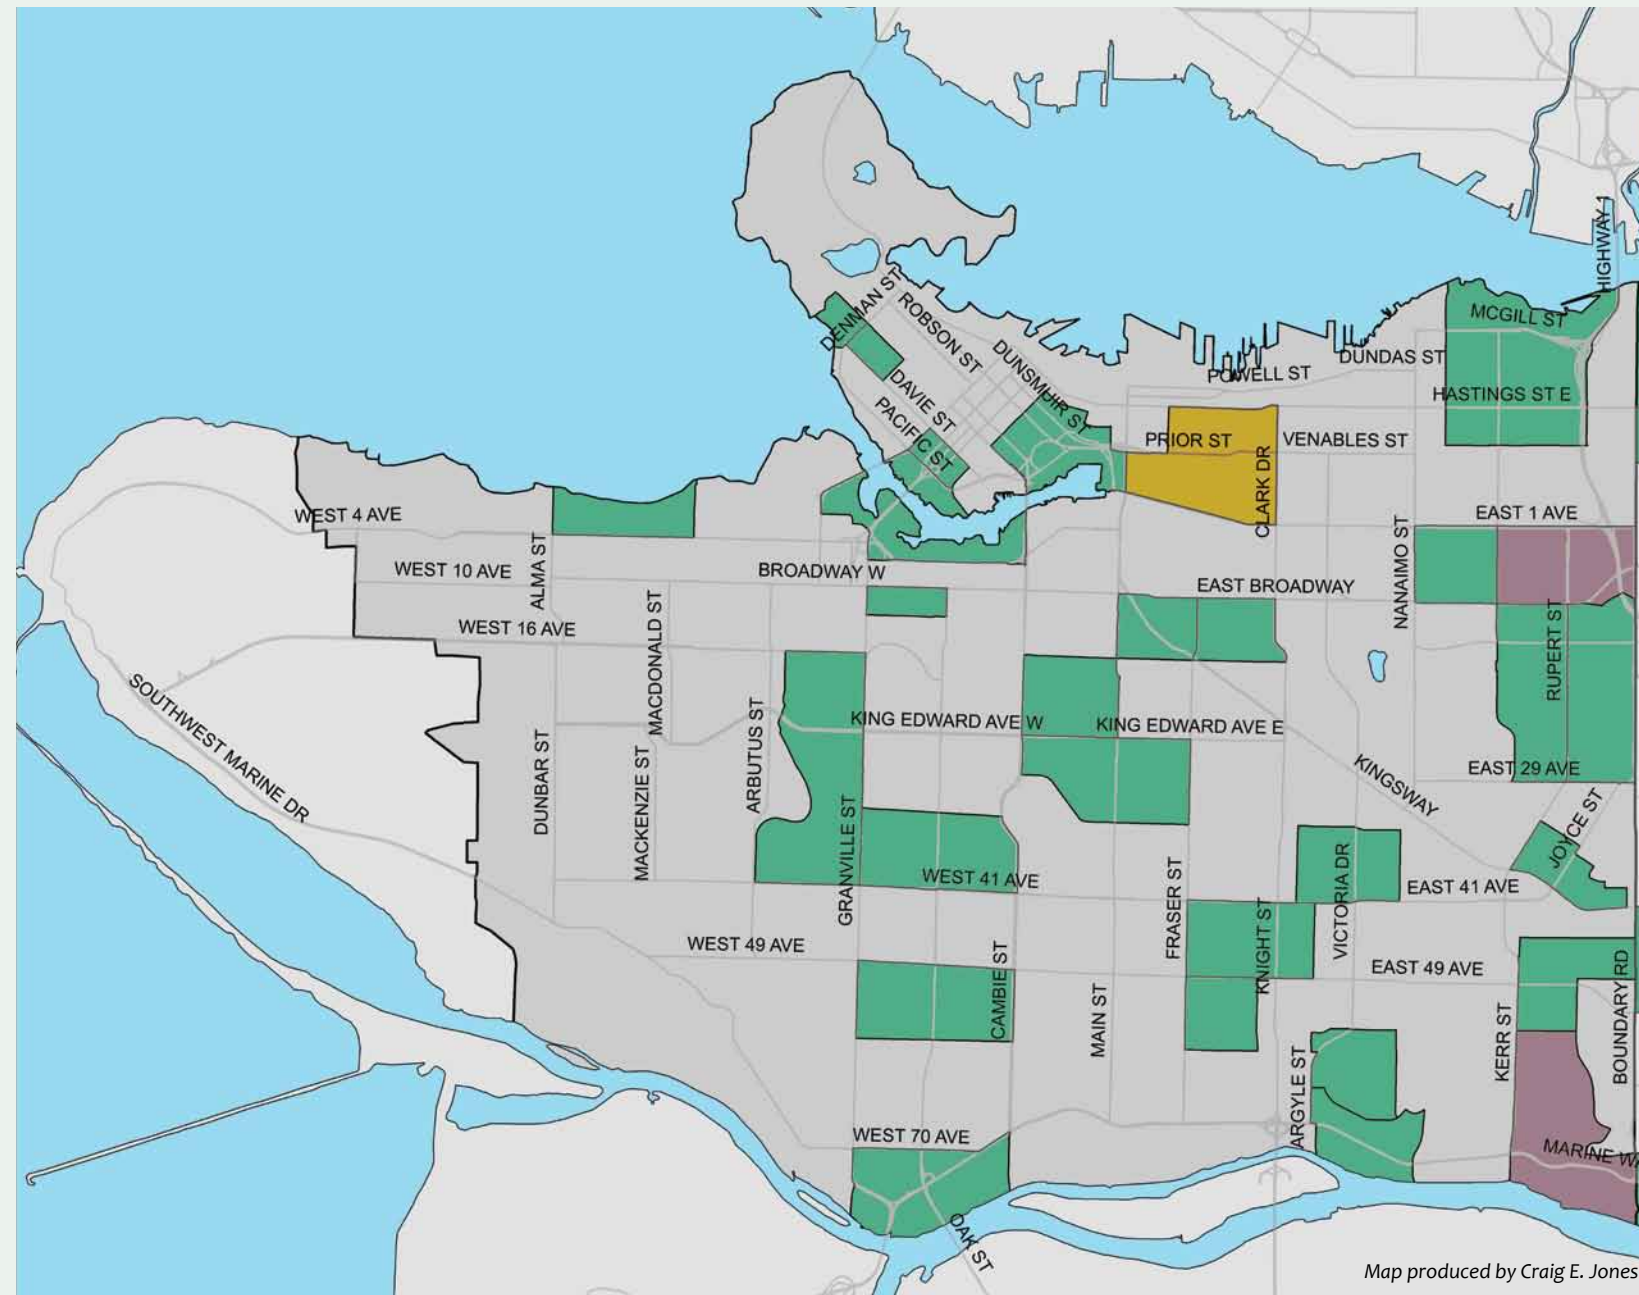 HIGHWAY 1
DENMAN ST
ROBSON ST
MCGILL ST
DUNSMUIR ST
DUNDAS ST
POWELL ST
DAVIE ST
HASTINGS ST E
PACIFIC ST
PRIOR ST
VENABLES ST
CLARK DR
WEST 4 AVE
EAST 1 AVE
ALMA ST
NANAIMO ST
WEST 10 AVE
BROADWAY W
EAST BROADWAY
WEST 16 AVE
MACDONALD ST
RUPERT ST
SOUTHWEST MARINE DR
ARBUTUS ST
KING EDWARD AVE W
KING EDWARD AVE E
DUNBAR ST
MACKENZIE ST
KINGSWAY
EAST 29 AVE
JOYCE ST
GRANVILLE ST
WEST 41 AVE
FRASER ST
VICTORIA DR
EAST 41 AVE
KNIGHT ST
WEST 49 AVE
CAMBIE ST
EAST 49 AVE
MAIN ST
BOUNDARY RD
KERR ST
ARGYLE ST
WEST 70 AVE
MARINE
OAK ST
Map produced by Craig E. Jones